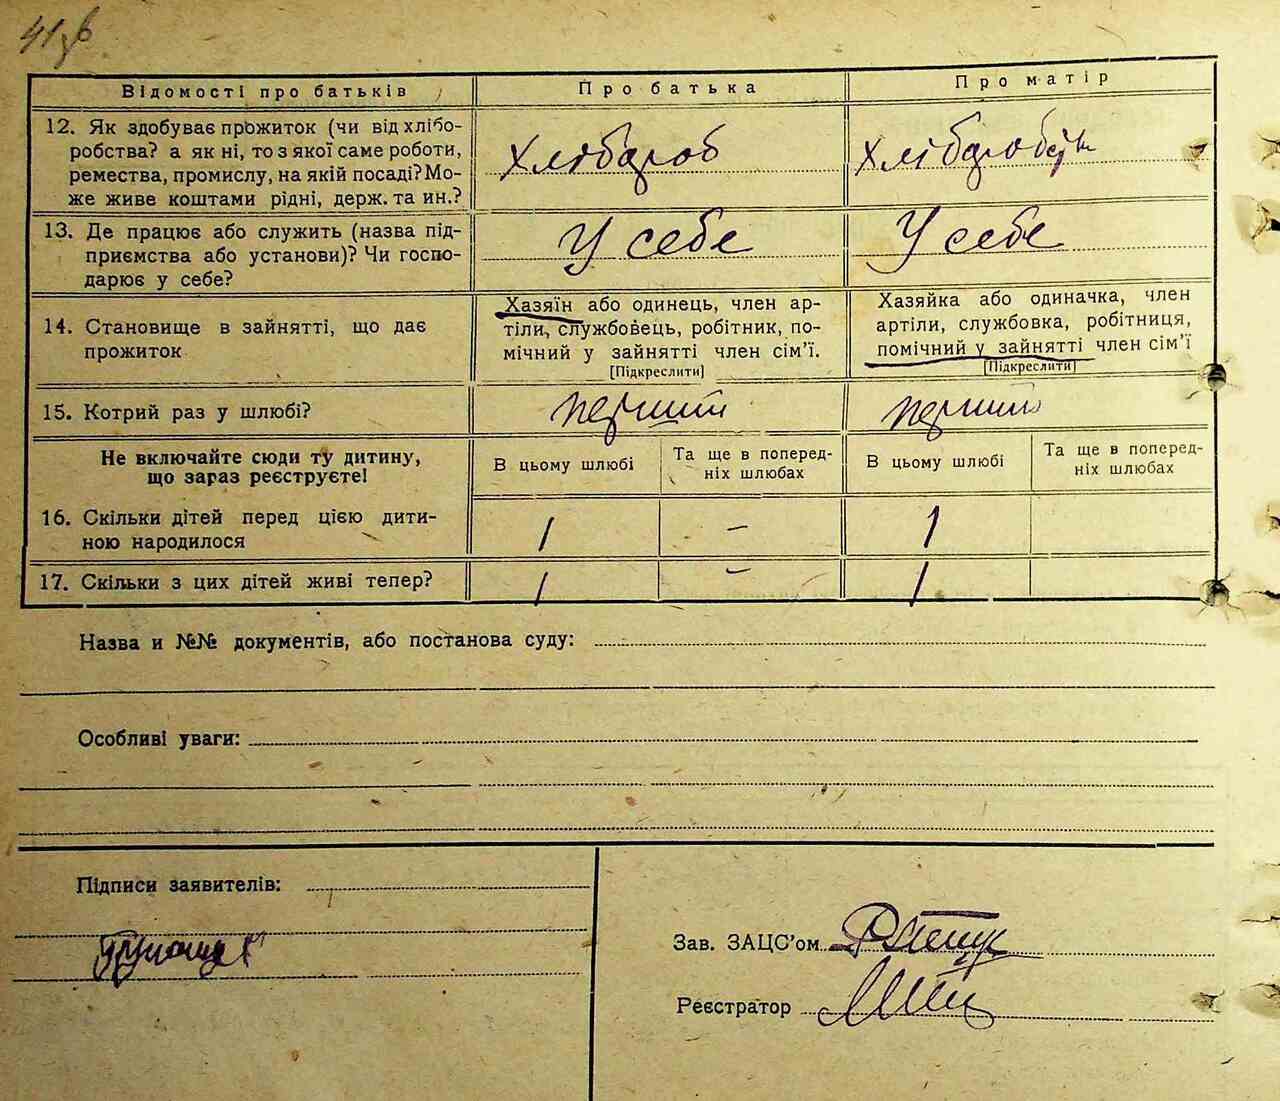 41зв
Відомості про батьків Про батька Про матір
12. Як здобуває прожиток (чи від хлібо-
робства? а як ні, то з якої саме роботи,
ремества, промислу, на якій посаді? Мо-
же живе коштами рідні, держ. та ин.?
Хлібороб
13. Де працює або служить (назва під-
приємства або установи)? Чи госпо-
дарює у себе?
У себе У себе
14. Становище в зайнятті, що дає
прожиток
Хазяїн або одинець, член ар-
тіли, службовець, робітник, по-
мічний у зайнятті член сім'ї.
[Підкреслити]
Хазяйка або одиначка, член
артіли, службовка, робітниця,
помічний у зайнятті член сім'ї
[Підкреслити]
15. Котрий раз у шлюбі? перший перший
Не включайте сюди ту дитину,
що зараз реєструєте!
В цьому шлюбі
Та ще в поперед-
ніх шлюбах
В цьому шлюбі
Та ще в поперед-
ніх шлюбах
16. Скільки дітей перед цією дити-
ною народилося
1 – 1
17. Скільки з цих дітей живі тепер? 1 – 1
Назва и №№ документів, або постанова суду:
Особливі уваги:
Підписи заявителів:
Зав. ЗАЦС'ом
Реєстратор